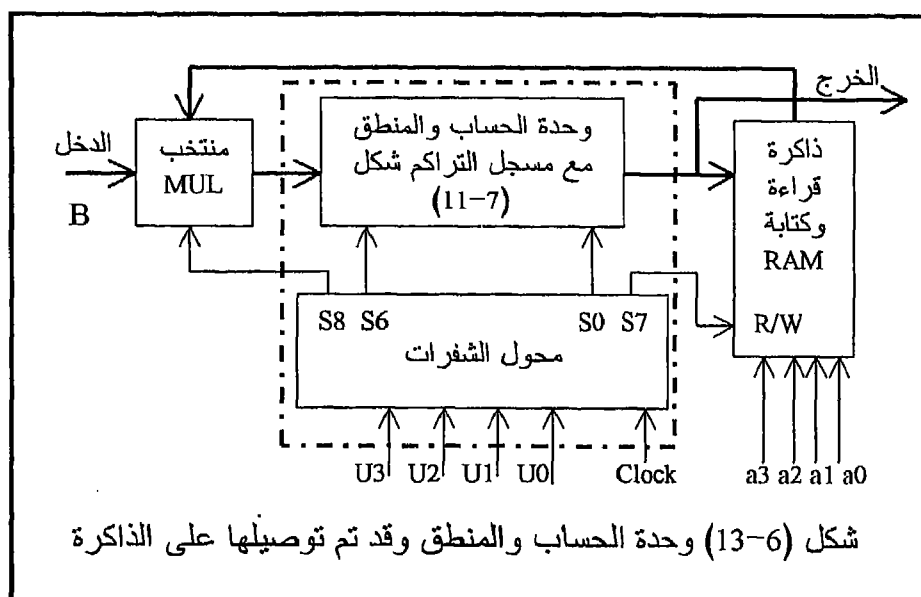 الخرج
الدخل
B
منتخب
MUL
وحدة الحساب والمنطق
مع مسجل التراكم شكل
(11-7)
ذاكرة
قراءة
وكتابة
RAM
R/W
S8 S6 S0 S7
محول الشفرات
U3 U2 U1 U0 Clock
a3 a2 a1 a0
شكل (13-6) وحدة الحساب والمنطق وقد تم توصيلها على الذاكرة